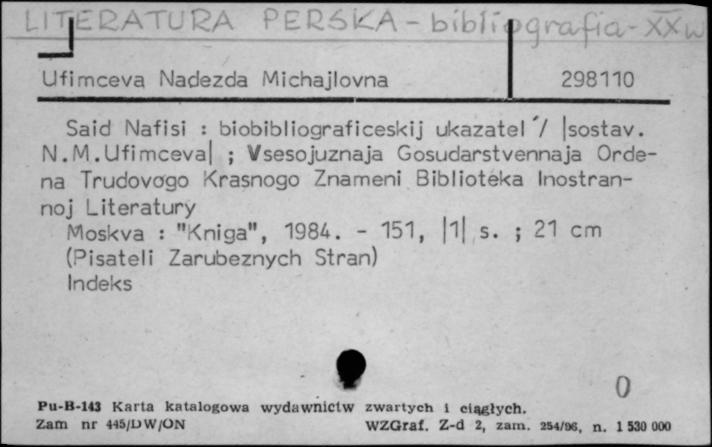 LITERATURA PERSKA - bibliografia - XX w
Ufimceva Nadezda Michajlovna 298110
Said Nafisi : biobibliograficeskij ukazatel´/ |sostav.
N.M.Ufimceva| ; Vsesojuznaja Gosudarstvennaja Orde-
na Trudovogo Krasnogo Znameni Biblioteka Inostran-
noj Literatury
Moskva : "Kniga", 1984. - 151, |1| s. ; 21 cm
(Pisateli Zarubeznych Stran)
Indeks
0
Pu-B-143 Karta katalogowa wydawnictw zwartych i ciągłych.
Zam nr 445/DW/ON WZGraf. Z-d 2, zam. 254/96, n. 1 530 000